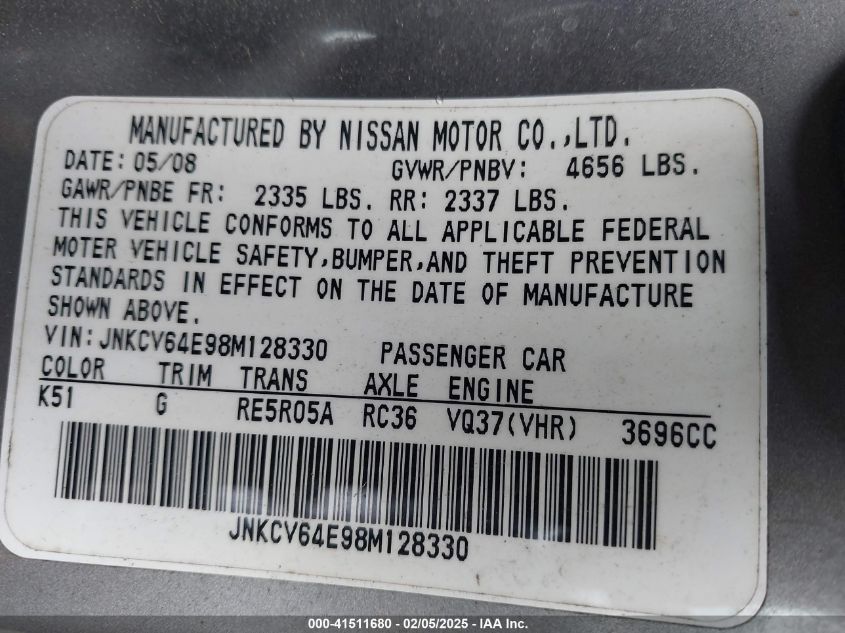 MANUFACTURED BY NISSAN MOTOR CO.,LTD.
DATE: 05/08 GVWR/PNBV: 4656 LBS.
GAWR/PNBE FR: 2335 LBS. RR: 2337 LBS.
THIS VEHICLE CONFORMS TO ALL APPLICABLE FEDERAL
MOTER VEHICLE SAFETY,BUMPER,AND THEFT PREVENTION
STANDARDS IN EFFECT ON THE DATE OF MANUFACTURE
SHOWN ABOVE.
VIN: JNKCV64E98M128330 PASSENGER CAR
COLOR TRIM TRANS AXLE ENGINE
K51 G RE5R05A RC36 VQ37(VHR) 3696CC
JNKCV64E98M128330
000-41511680 - 02/05/2025 - IAA Inc.